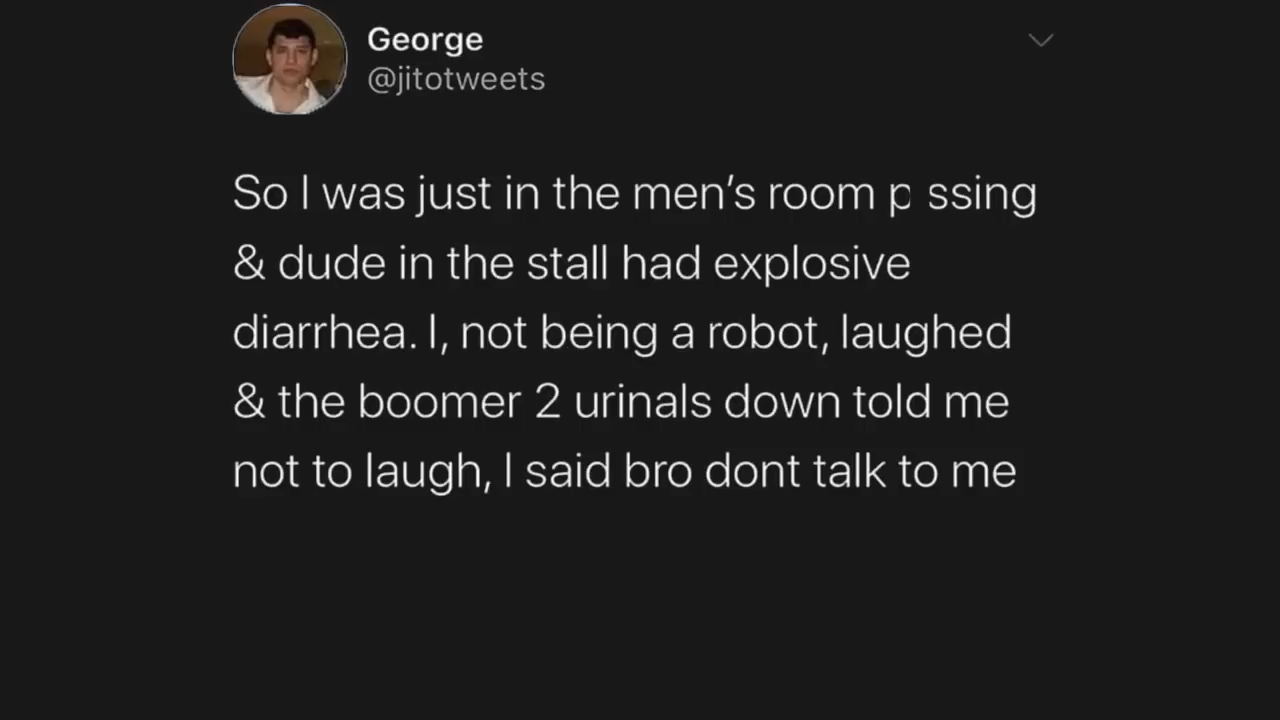 George
@jitotweets
So I was just in the men’s room p ssing
& dude in the stall had explosive
diarrhea. I, not being a robot, laughed
& the boomer 2 urinals down told me
not to laugh, I said bro dont talk to me